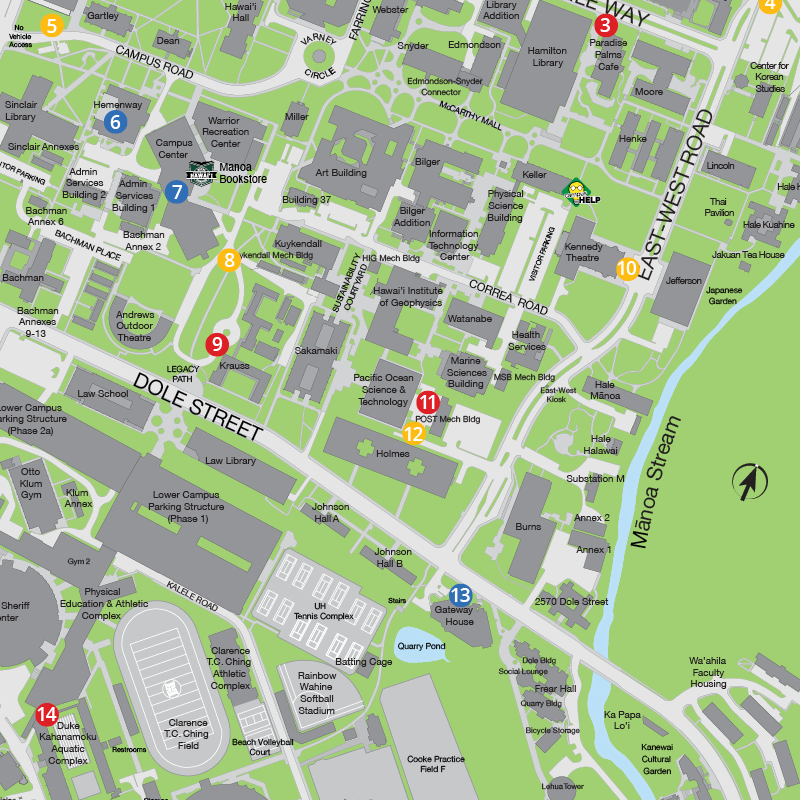 Gartley
Hawai'i
Hall
FARRIN
Webster
Library
Addition
LE WAY
4
No
Vehicle
Access
5
Dean
VARNEY
CIRCLE
Snyder
Edmondson
Hamilton
Library
3
Paradise
Palms
Cafe
CAMPUS ROAD
Edmondson-Snyder
Connector
Center for
Korean
Studies
Moore
Sinclair
Library
Hemenway
6
Warrior
Recreation
Center
Miller
McCARTHY MALL
Henke
Sinclair Annexes
Campus
Center
Art Building
Bilger
Keller
Lincoln
EAST-WEST ROAD
ITOR PARKING
Admin
Services
Building 2
Admin
Services
Building 1
7
HAWAI'I
Mānoa
Bookstore
Building 37
Physical
Science
Building
HELP
Thai
Pavilion
Hale H
Hale Kushine
Bachman
Annex 6
Bilger
Addition
Information
Technology
Center
VISITOR PARKING
Kennedy
Theatre
BACHMAN PLACE
Bachman
Annex 2
Kuykendall
ykendall Mech Bldg
8
HIG Mech Bldg
10
Jakuan Tea House
Bachman
SUSTAINABILITY
COURTYARD
Hawai'i Institute
of Geophysics
CORREA ROAD
Jefferson
Japanese
Garden
Bachman
Annexes
9-13
Andrews
Outdoor
Theatre
Watanabe
Health
Services
9
Sakamaki
Krauss
LEGACY
PATH
Marine
Sciences
Building
MSB Mech Bldg
Pacific Ocean
Science &
Technology
11
East-West
Kiosk
Hale
Mānoa
Law School
DOLE STREET
POST Mech Bldg
12
Lower Campus
arking Structure
(Phase 2a)
Hale
Halawai
Mānoa Stream
Holmes
Law Library
Otto
Klum
Gym
Klum
Annex
Substation M
Lower Campus
Parking Structure
(Phase 1)
Johnson
Hall A
Burns
Annex 2
Annex 1
Johnson
Hall B
Gym 2
KALELE ROAD
Physical
Education & Athletic
Complex
UH
Tennis Complex
Stairs
13
Gateway
House
2570 Dole Street
Sheriff
enter
Quarry Pond
Clarence
T.C. Ching
Athletic
Complex
Batting Cage
Dole Bldg
Social Lounge
Wa'ahila
Faculty
Housing
Rainbow
Wahine
Softball
Stadium
Frear Hall
Quarry Bldg
14
Duke
Kahanamoku
Aquatic
Complex
Clarence
T.C. Ching
Field
Ka Papa
Lo'i
Bicycle Storage
Restrooms
Beach Volleyball
Court
Kanewai
Cultural
Garden
Cooke Practice
Field F
Lehua Tower